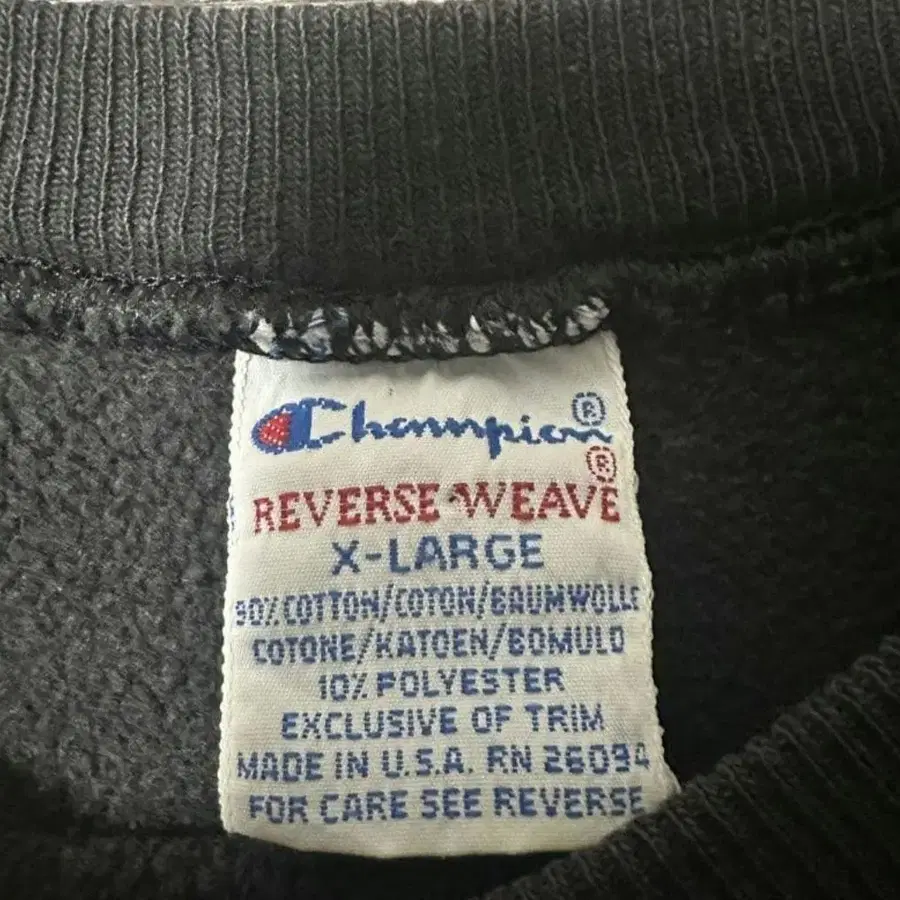 Champion®
REVERSE·WEAVE®
X-LARGE
90% COTTON/COTON/BAUMWOLLE
COTONE/KATOEN/BOMULD
10% POLYESTER
EXCLUSIVE OF TRIM
MADE IN U.S.A. RN 26094
FOR CARE SEE REVERSE